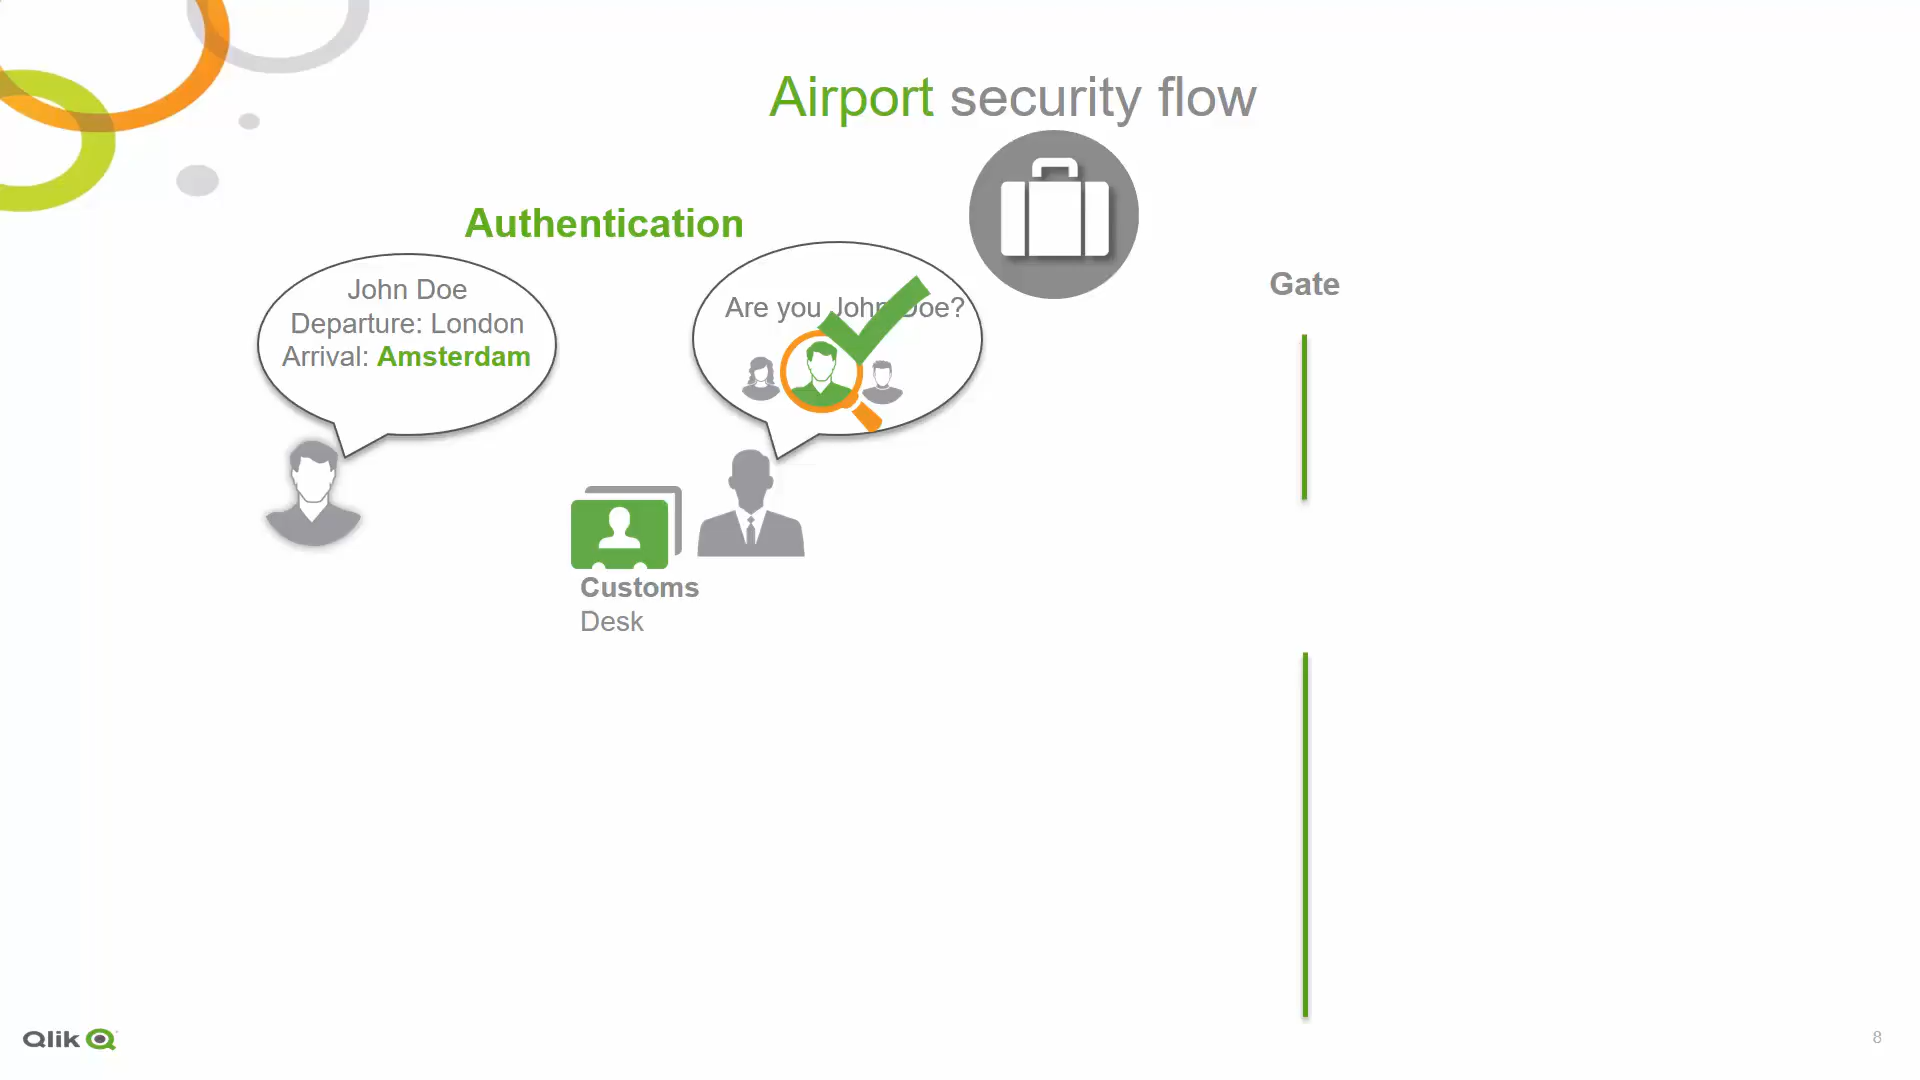 Airport security flow
Authentication
John Doe
Departure: London
Arrival: Amsterdam
Are you John Doe?
Gate
Customs
Desk
Qlik
8